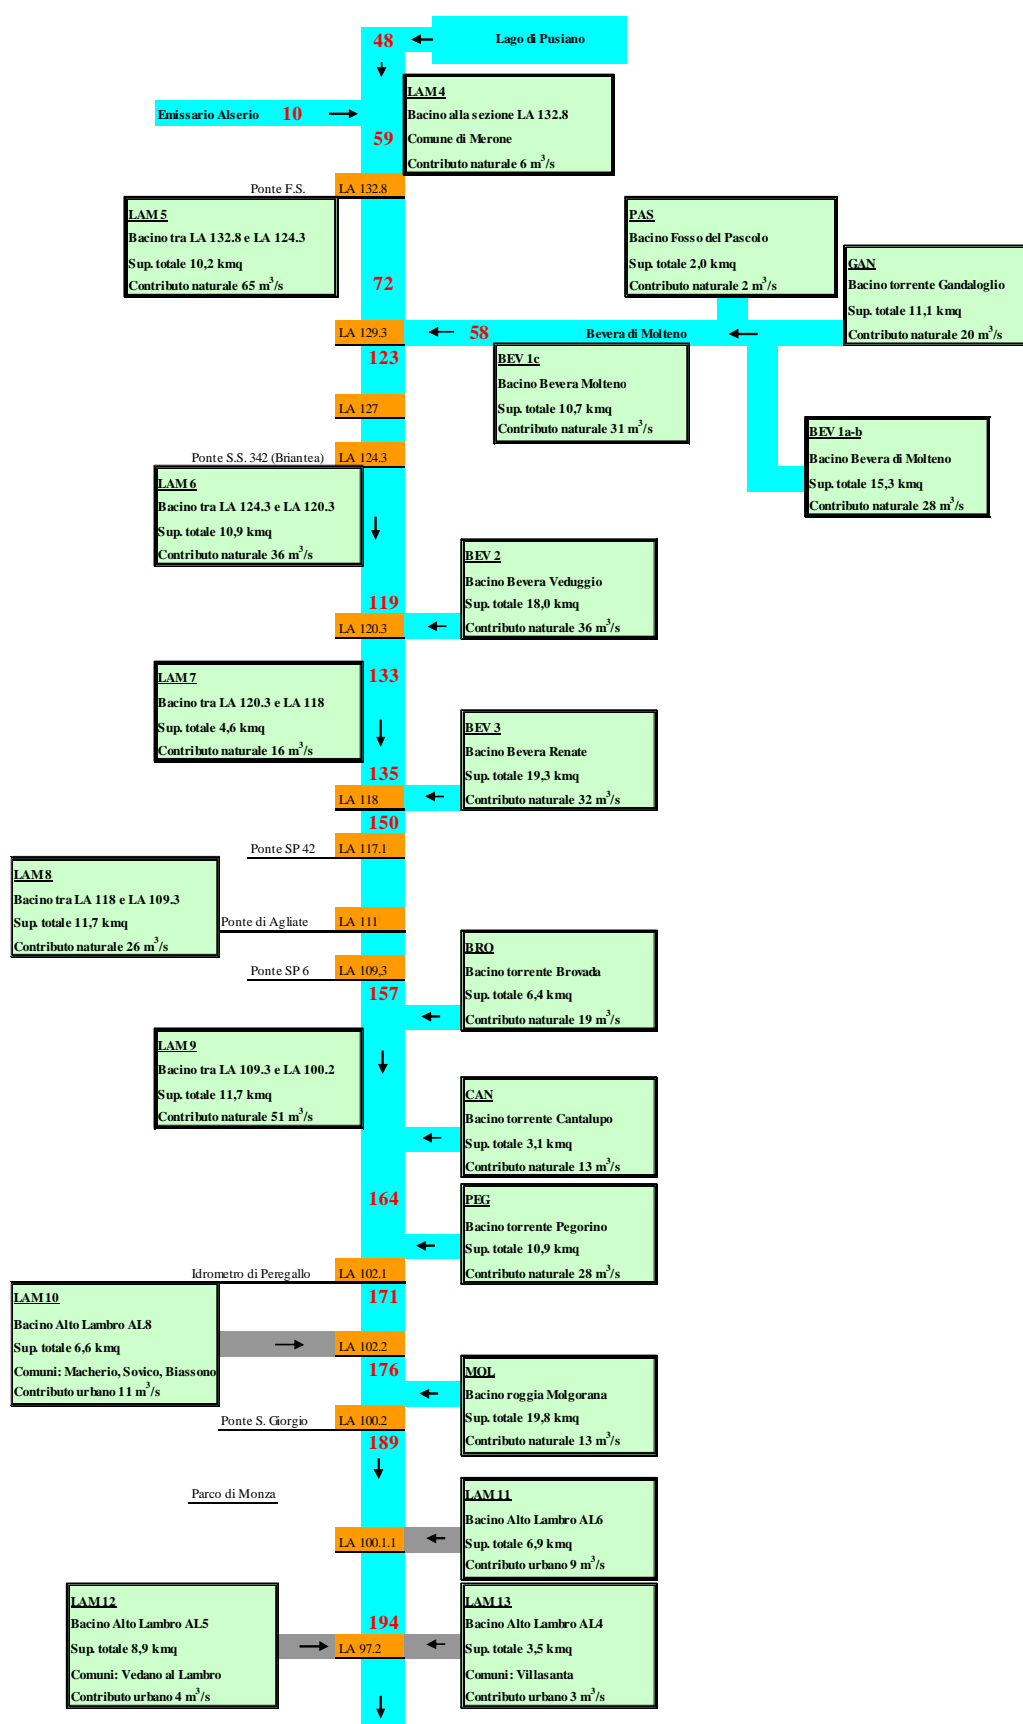 48
Lago di Pusiano
LAM 4
Bacino alla sezione LA 132.8
Comune di Merone
Contributo naturale 6 m³/s
Emissario Alserio 10
59
Ponte F.S. LA 132.8
LAM 5
Bacino tra LA 132.8 e LA 124.3
Sup. totale 10,2 kmq
Contributo naturale 65 m³/s
72
PAS
Bacino Fosso del Pascolo
Sup. totale 2,0 kmq
Contributo naturale 2 m³/s
GAN
Bacino torrente Gandaloglio
Sup. totale 11,1 kmq
Contributo naturale 20 m³/s
LA 129.3
58
Bevera di Molteno
123
BEV 1c
Bacino Bevera Molteno
Sup. totale 10,7 kmq
Contributo naturale 31 m³/s
LA 127
BEV 1a-b
Bacino Bevera di Molteno
Sup. totale 15,3 kmq
Contributo naturale 28 m³/s
Ponte S.S. 342 (Briantea) LA 124.3
LAM 6
Bacino tra LA 124.3 e LA 120.3
Sup. totale 10,9 kmq
Contributo naturale 36 m³/s
BEV 2
Bacino Bevera Veduggio
Sup. totale 18,0 kmq
Contributo naturale 36 m³/s
119
LA 120.3
LAM 7
Bacino tra LA 120.3 e LA 118
Sup. totale 4,6 kmq
Contributo naturale 16 m³/s
133
BEV 3
Bacino Bevera Renate
Sup. totale 19,3 kmq
Contributo naturale 32 m³/s
135
LA 118
150
Ponte SP 42 LA 117.1
LAM 8
Bacino tra LA 118 e LA 109.3
Sup. totale 11,7 kmq
Contributo naturale 26 m³/s
Ponte di Agliate LA 111
BRO
Bacino torrente Brovada
Sup. totale 6,4 kmq
Contributo naturale 19 m³/s
Ponte SP 6 LA 109,3
157
LAM 9
Bacino tra LA 109.3 e LA 100.2
Sup. totale 11,7 kmq
Contributo naturale 51 m³/s
CAN
Bacino torrente Cantalupo
Sup. totale 3,1 kmq
Contributo naturale 13 m³/s
164
PEG
Bacino torrente Pegorino
Sup. totale 10,9 kmq
Contributo naturale 28 m³/s
Idrometro di Peregallo LA 102.1
171
LAM 10
Bacino Alto Lambro AL8
Sup. totale 6,6 kmq
Comuni: Macherio, Sovico, Biassono
Contributo urbano 11 m³/s
LA 102.2
176
MOL
Bacino roggia Molgorana
Sup. totale 19,8 kmq
Contributo naturale 13 m³/s
Ponte S. Giorgio LA 100.2
189
Parco di Monza
LAM 11
Bacino Alto Lambro AL6
Sup. totale 6,9 kmq
Contributo urbano 9 m³/s
LA 100.1.1
LAM 12
Bacino Alto Lambro AL5
Sup. totale 8,9 kmq
Comuni: Vedano al Lambro
Contributo urbano 4 m³/s
194
LA 97.2
LAM 13
Bacino Alto Lambro AL4
Sup. totale 3,5 kmq
Comuni: Villasanta
Contributo urbano 3 m³/s